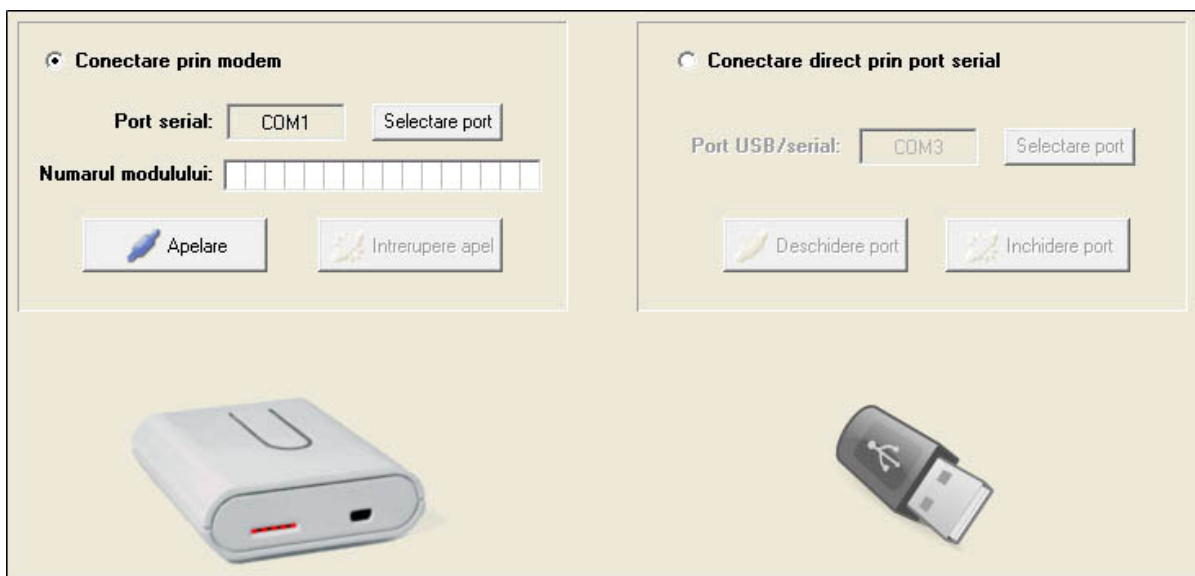 Conectare prin modem
Port serial: COM1 Selectare port
Numarul modulului:
Apelare Intrerupere apel
Conectare direct prin port serial
Port USB/serial: COM3 Selectare port
Deschidere port Inchidere port